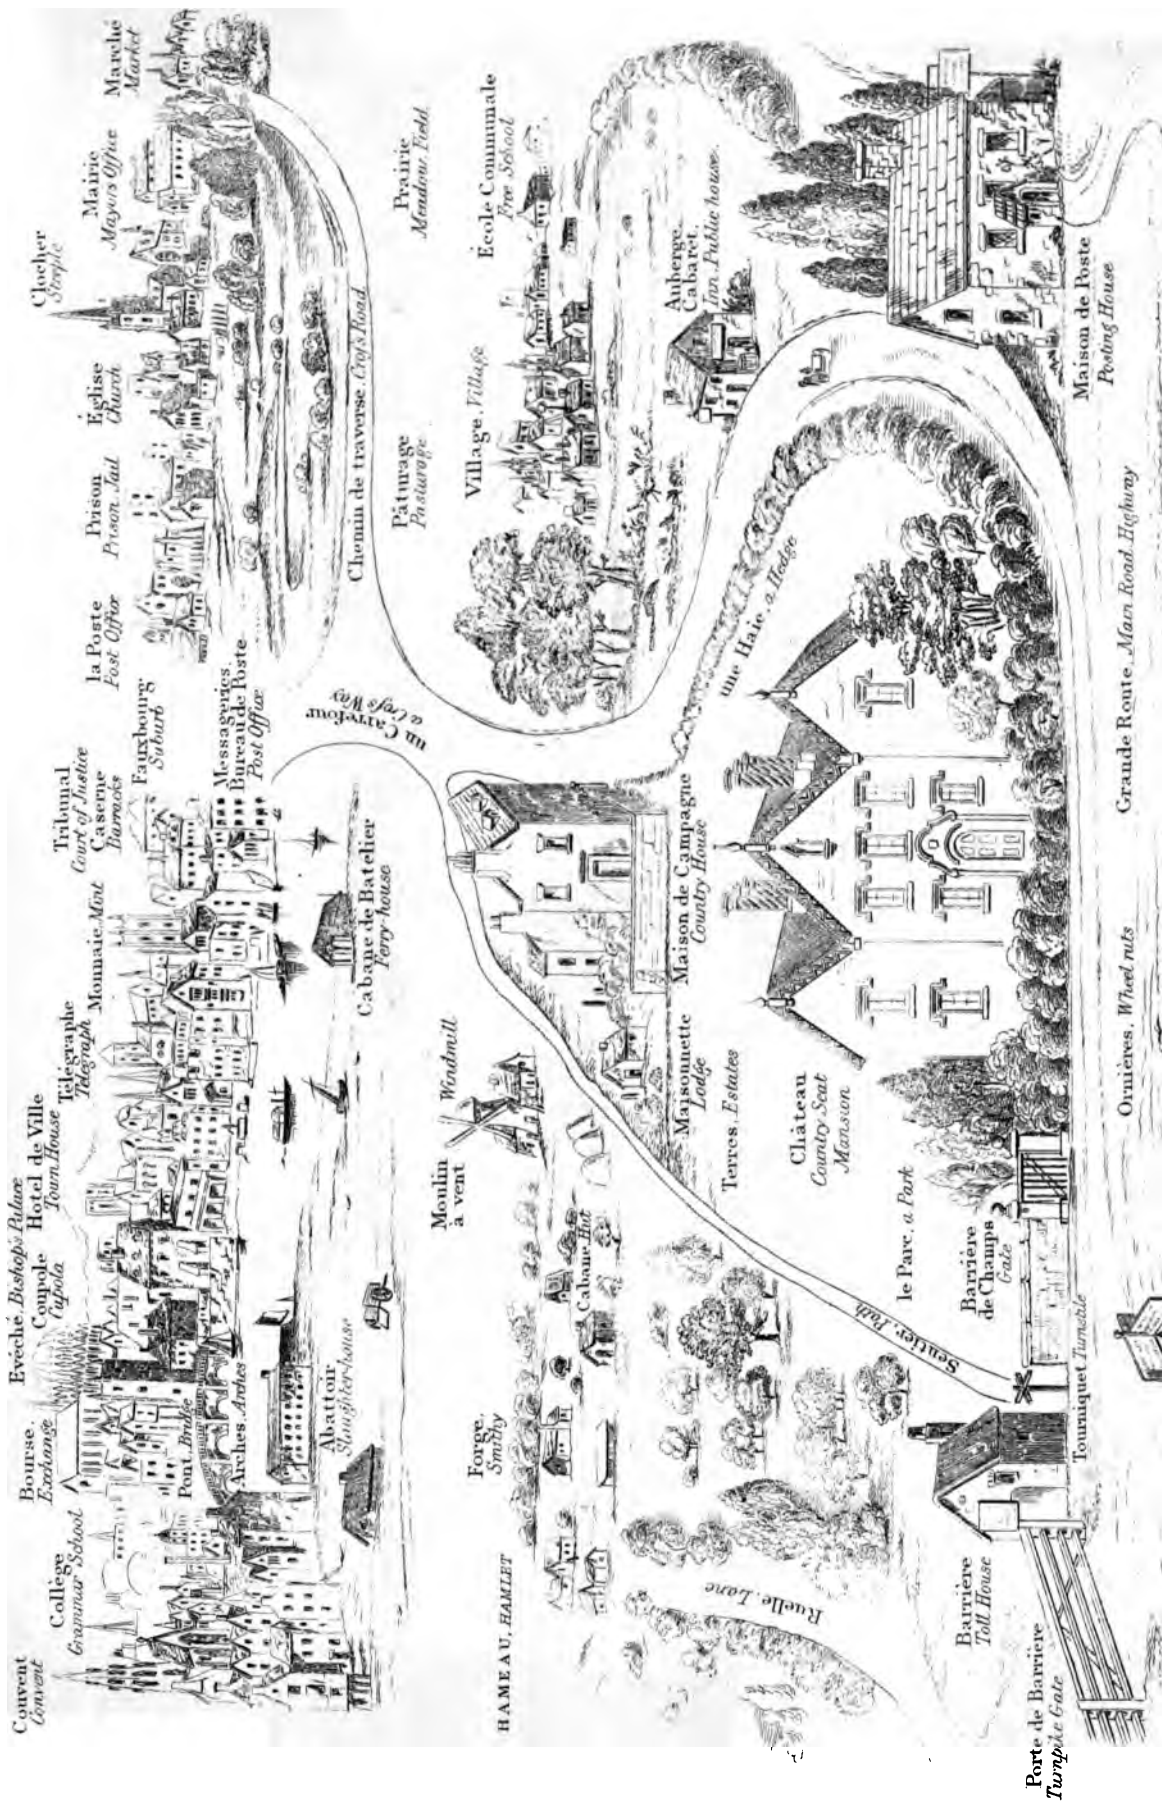 Couvent
Convent
Collège
Grammar School
Bourse.
Exchange
Evêché. Bishop's Palace
Coupole
Cupola
Hotel de Ville
Town House
Télégraphe
Telegraph
Monnaie. Mint
Tribunal
Court of Justice
Caserne
Barracks
Fauxbourg
Suburb
Messageries.
Bureau de Poste
Post Office
la Poste
Post Office
Prison
Prison. Jail
Église
Church
Clocher
Steeple
Mairie
Mayors Office
Marché
Market
Pont. Bridge
Arches. Arches
Abattoir
Slaughter-house
Cabane de Batelier
Ferry-house
un Carrefour
a Croſs Way
Chemin de traverse. Croſs Road
Pâturage
Pasturage
Prairie
Meadow. Field
HAMEAU. HAMLET
Forge.
Smithy
Cabane Hut
Moulin
à vent
Windmill
Village. Village
École Communale
Free School
Auberge.
Cabaret.
Inn. Public house.
Maisonnette
Lodge
Maison de Campagne
Country House
une Haie. a Hedge
Ruelle. Lane
Terres. Estates
Château
Country Seat
Mansion
le Parc. a Park
Sentier. Path
Barrière
de Champs
Gate
Barrière
Toll House
Porte de Barrière
Turnpike Gate
Tourniquet Turnstile
Ornières. Wheel ruts
Grande Route. Main Road. Highway
Maison de Poste
Posting House